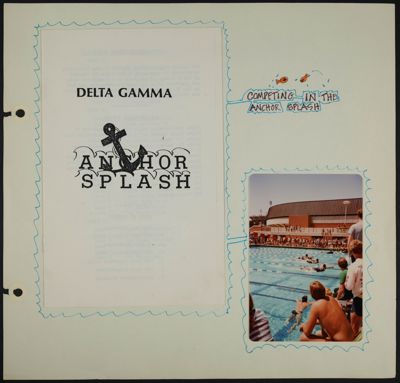 DELTA GAMMA
ANCHOR
SPLASH
COMPETING IN THE
ANCHOR SPLASH